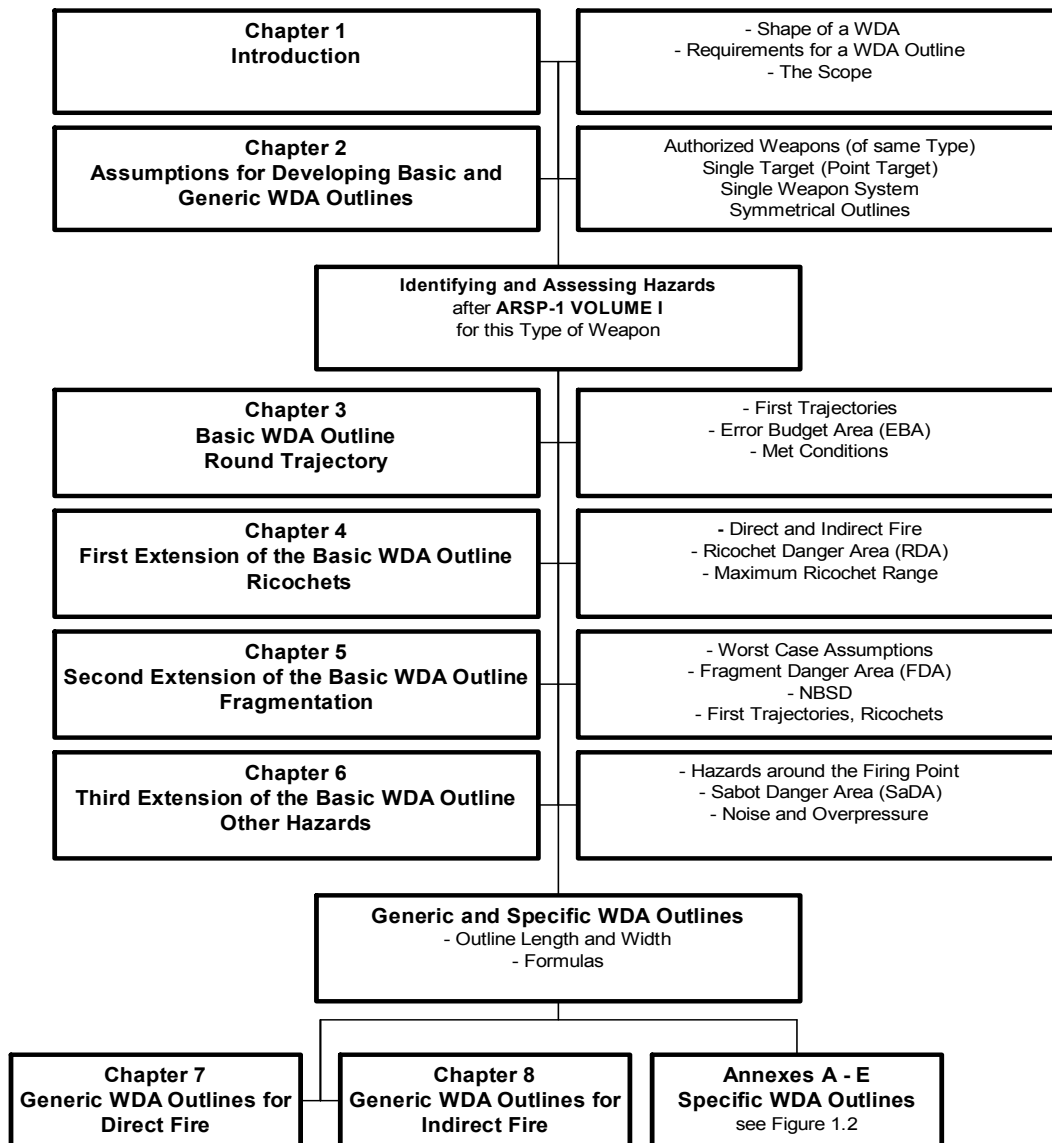 Chapter 1
Introduction
- Shape of a WDA
- Requirements for a WDA Outline
- The Scope
Chapter 2
Assumptions for Developing Basic and
Generic WDA Outlines
Authorized Weapons (of same Type)
Single Target (Point Target)
Single Weapon System
Symmetrical Outlines
Identifying and Assessing Hazards
after ARSP-1 VOLUME I
for this Type of Weapon
Chapter 3
Basic WDA Outline
Round Trajectory
- First Trajectories
- Error Budget Area (EBA)
- Met Conditions
Chapter 4
First Extension of the Basic WDA Outline
Ricochets
- Direct and Indirect Fire
- Ricochet Danger Area (RDA)
- Maximum Ricochet Range
Chapter 5
Second Extension of the Basic WDA Outline
Fragmentation
- Worst Case Assumptions
- Fragment Danger Area (FDA)
- NBSD
- First Trajectories, Ricochets
Chapter 6
Third Extension of the Basic WDA Outline
Other Hazards
- Hazards around the Firing Point
- Sabot Danger Area (SaDA)
- Noise and Overpressure
Generic and Specific WDA Outlines
- Outline Length and Width
- Formulas
Chapter 7
Generic WDA Outlines for
Direct Fire
Chapter 8
Generic WDA Outlines for
Indirect Fire
Annexes A - E
Specific WDA Outlines
see Figure 1.2